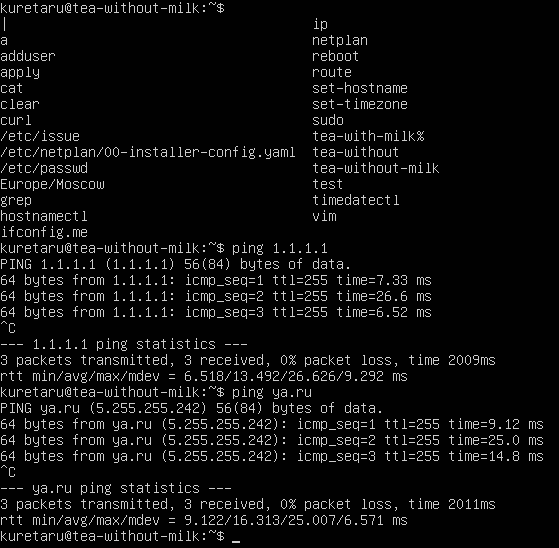 kuretaru@tea-without-milk:~$
| ip
a netplan
adduser reboot
apply route
cat set-hostname
clear set-timezone
curl sudo
/etc/issue tea-with-milk%
/etc/netplan/00-installer-config.yaml tea-without
/etc/passwd tea-without-milk
Europe/Moscow test
grep timedatectl
hostnamectl vim
ifconfig.me
kuretaru@tea-without-milk:~$ ping 1.1.1.1
PING 1.1.1.1 (1.1.1.1) 56(84) bytes of data.
64 bytes from 1.1.1.1: icmp_seq=1 ttl=255 time=7.33 ms
64 bytes from 1.1.1.1: icmp_seq=2 ttl=255 time=26.6 ms
64 bytes from 1.1.1.1: icmp_seq=3 ttl=255 time=6.52 ms
^C
--- 1.1.1.1 ping statistics ---
3 packets transmitted, 3 received, 0% packet loss, time 2009ms
rtt min/avg/max/mdev = 6.518/13.492/26.626/9.292 ms
kuretaru@tea-without-milk:~$ ping ya.ru
PING ya.ru (5.255.255.242) 56(84) bytes of data.
64 bytes from ya.ru (5.255.255.242): icmp_seq=1 ttl=255 time=9.12 ms
64 bytes from ya.ru (5.255.255.242): icmp_seq=2 ttl=255 time=25.0 ms
64 bytes from ya.ru (5.255.255.242): icmp_seq=3 ttl=255 time=14.8 ms
^C
--- ya.ru ping statistics ---
3 packets transmitted, 3 received, 0% packet loss, time 2011ms
rtt min/avg/max/mdev = 9.122/16.313/25.007/6.571 ms
kuretaru@tea-without-milk:~$ _